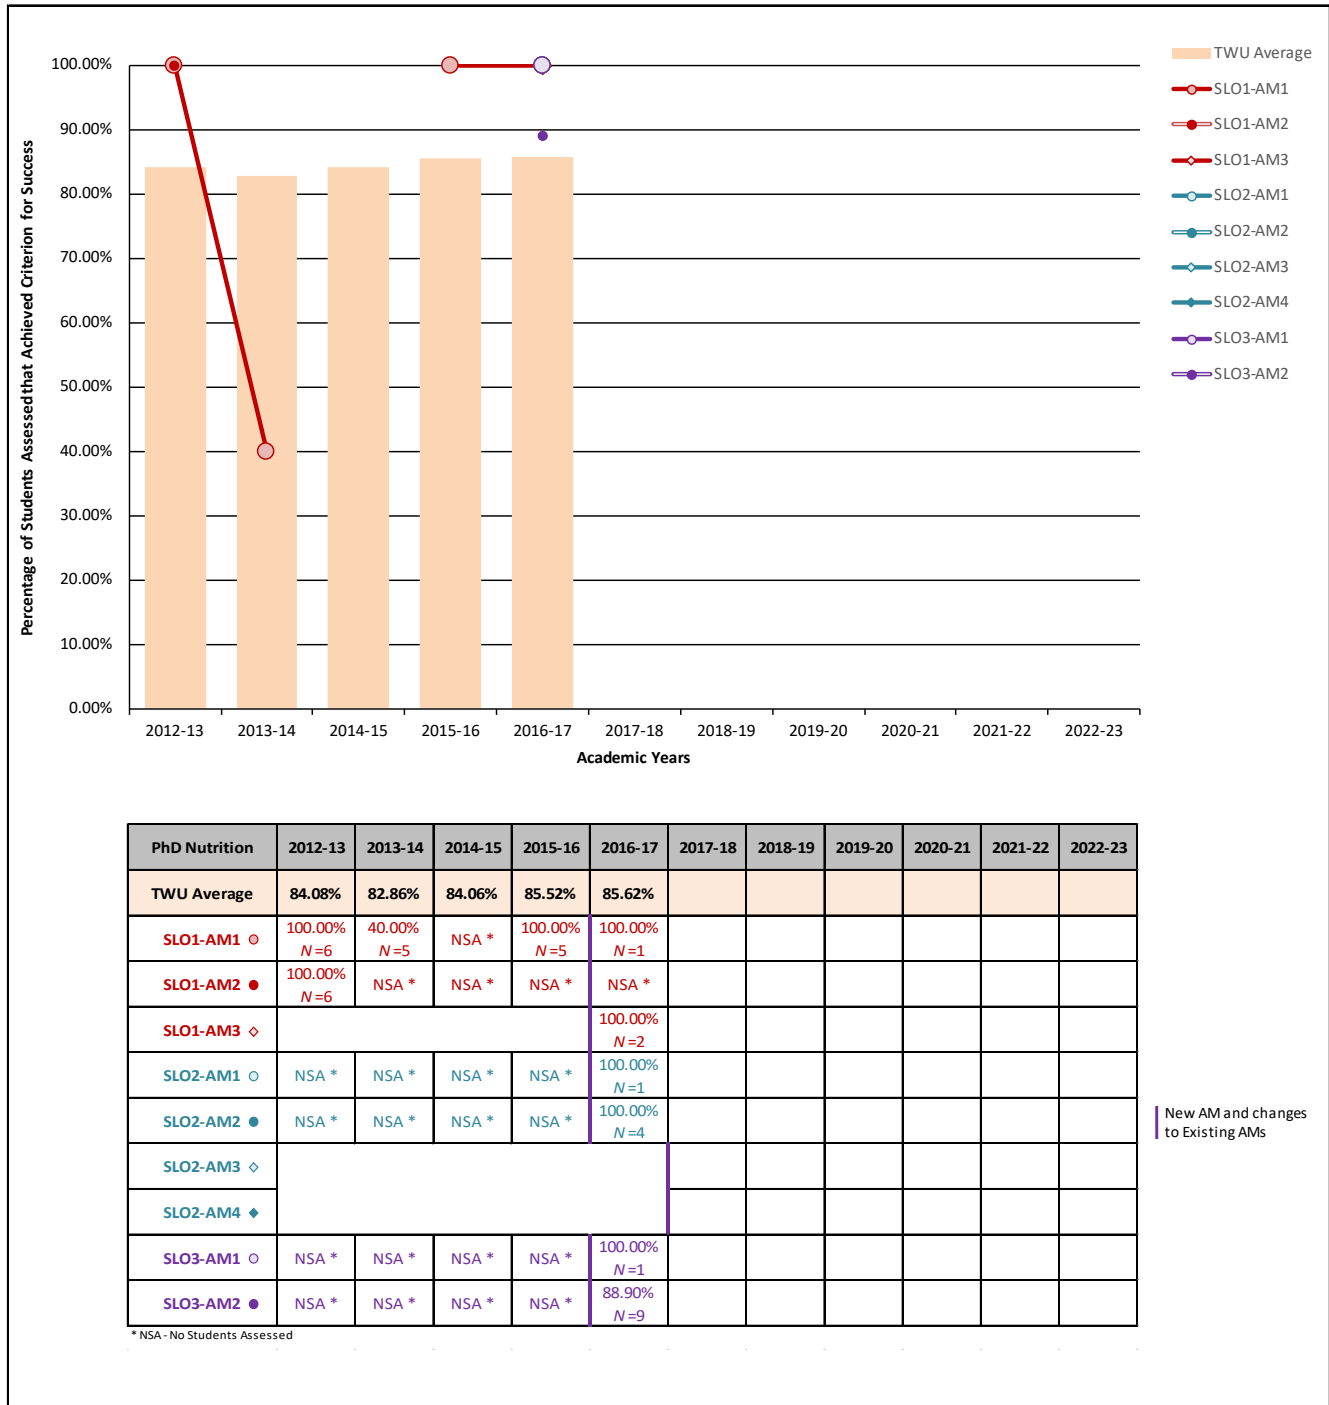 Percentage of Students Assessed that Achieved Criterion for Success
100.00%
90.00%
80.00%
70.00%
60.00%
50.00%
40.00%
30.00%
20.00%
10.00%
0.00%
2012-13 2013-14 2014-15 2015-16 2016-17 2017-18 2018-19 2019-20 2020-21 2021-22 2022-23
Academic Years
TWU Average
SLO1-AM1
SLO1-AM2
SLO1-AM3
SLO2-AM1
SLO2-AM2
SLO2-AM3
SLO2-AM4
SLO3-AM1
SLO3-AM2
PhD Nutrition 2012-13 2013-14 2014-15 2015-16 2016-17 2017-18 2018-19 2019-20 2020-21 2021-22 2022-23
TWU Average 84.08% 82.86% 84.06% 85.52% 85.62%
SLO1-AM1 100.00% N=6 40.00% N=5 NSA * 100.00% N=5 100.00% N=1
SLO1-AM2 100.00% N=6 NSA * NSA * NSA * NSA *
SLO1-AM3 100.00% N=2
SLO2-AM1 NSA * NSA * NSA * NSA * 100.00% N=1
SLO2-AM2 NSA * NSA * NSA * NSA * 100.00% N=4
SLO2-AM3
SLO2-AM4
SLO3-AM1 NSA * NSA * NSA * NSA * 100.00% N=1
SLO3-AM2 NSA * NSA * NSA * NSA * 88.90% N=9
* NSA - No Students Assessed
New AM and changes
to Existing AMs